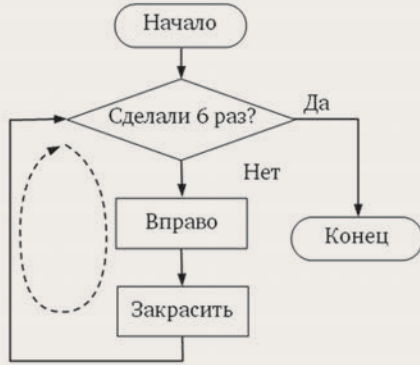 Начало
Сделали 6 раз?
Да
Нет
Вправо
Конец
Закрасить